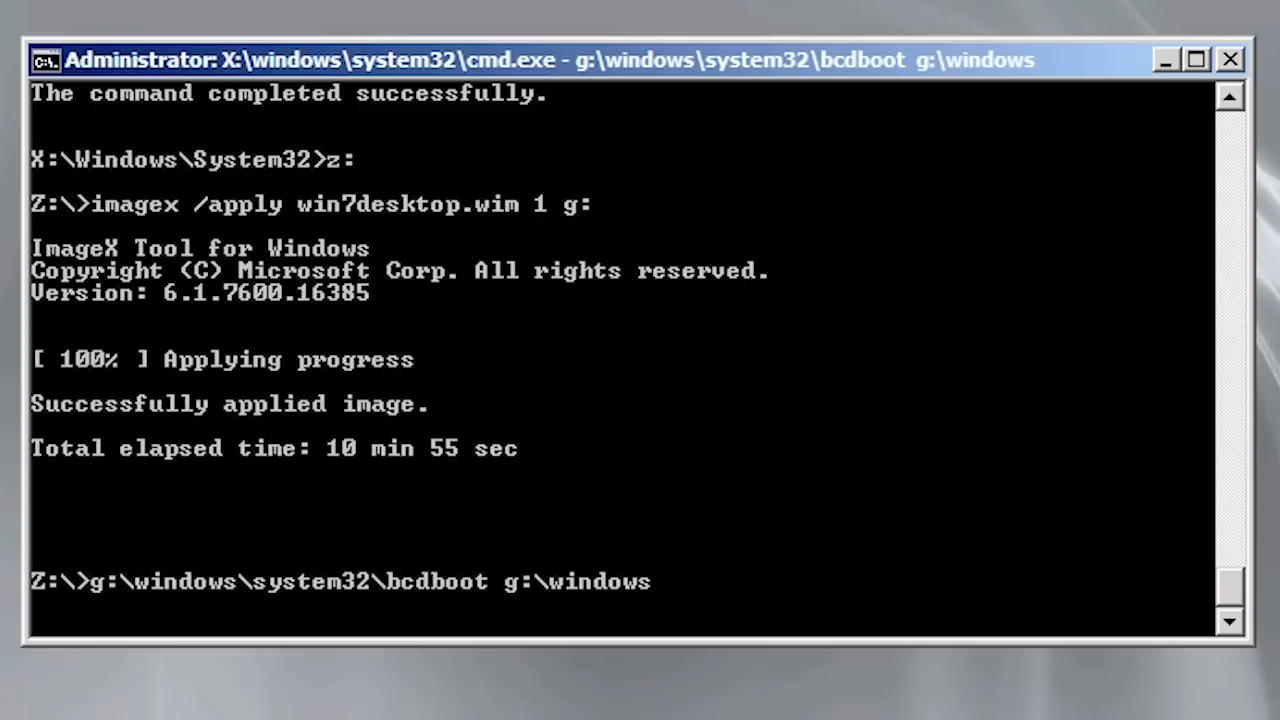 Administrator: X:\windows\system32\cmd.exe - g:\windows\system32\bcdboot g:\windows
The command completed successfully.
X:\Windows\System32>z:
Z:\>imagex /apply win7desktop.wim 1 g:
ImageX Tool for Windows
Copyright (C) Microsoft Corp. All rights reserved.
Version: 6.1.7600.16385
[ 100% ] Applying progress
Successfully applied image.
Total elapsed time: 10 min 55 sec
Z:\>g:\windows\system32\bcdboot g:\windows